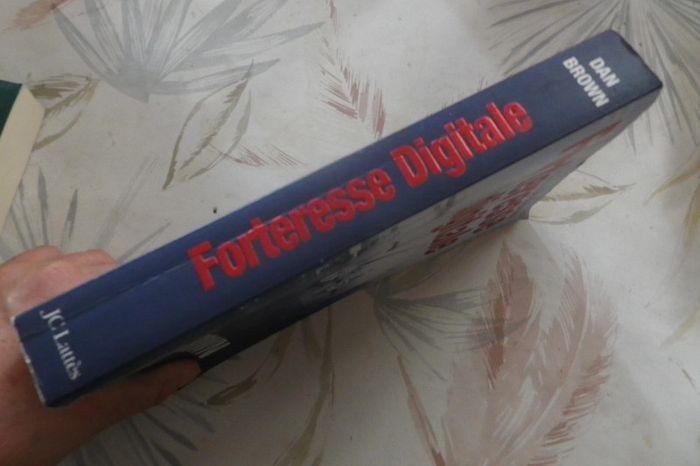 DAN
BROWN
Forteresse Digitale
JC Lattès